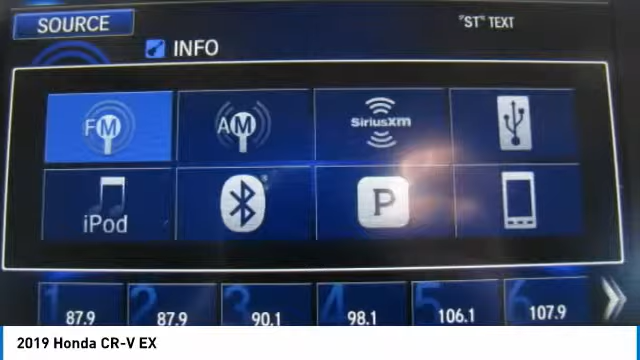 SOURCE
"ST" TEXT
INFO
FM
AM
SiriusXM
iPod
P
1 2 3 4 5 6
87.9 87.9 90.1 98.1 106.1 107.9
2019 Honda CR-V EX